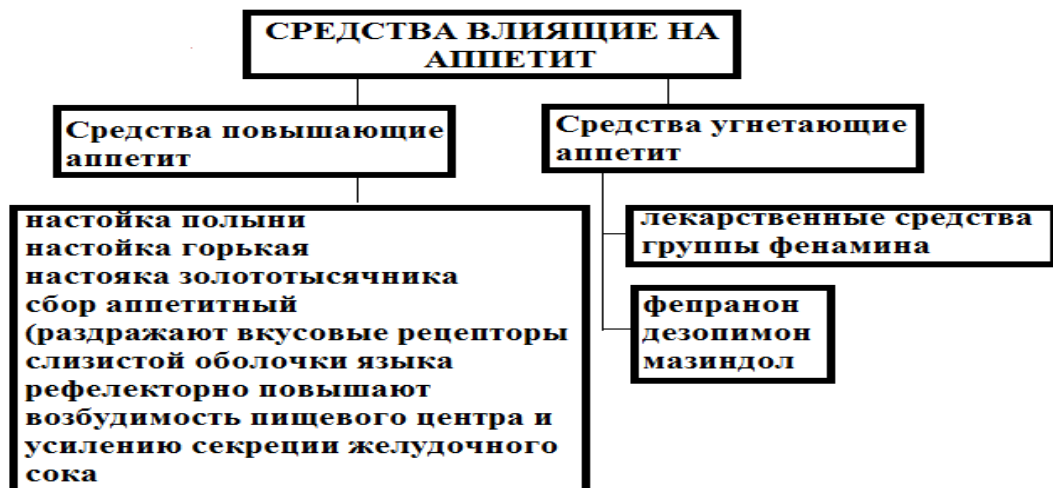 СРЕДСТВА ВЛИЯЩИЕ НА
АППЕТИТ
Средства повышающие
аппетит
Средства угнетающие
аппетит
настойка полыни
настойка горькая
настояка золототысячника
сбор аппетитный
(раздражают вкусовые рецепторы
слизистой оболочки языка
рефелекторно повышают
возбудимость пищевого центра и
усилению секреции желудочного
сока
лекарственные средства
группы фенамина
фепранон
дезопимон
мазиндол